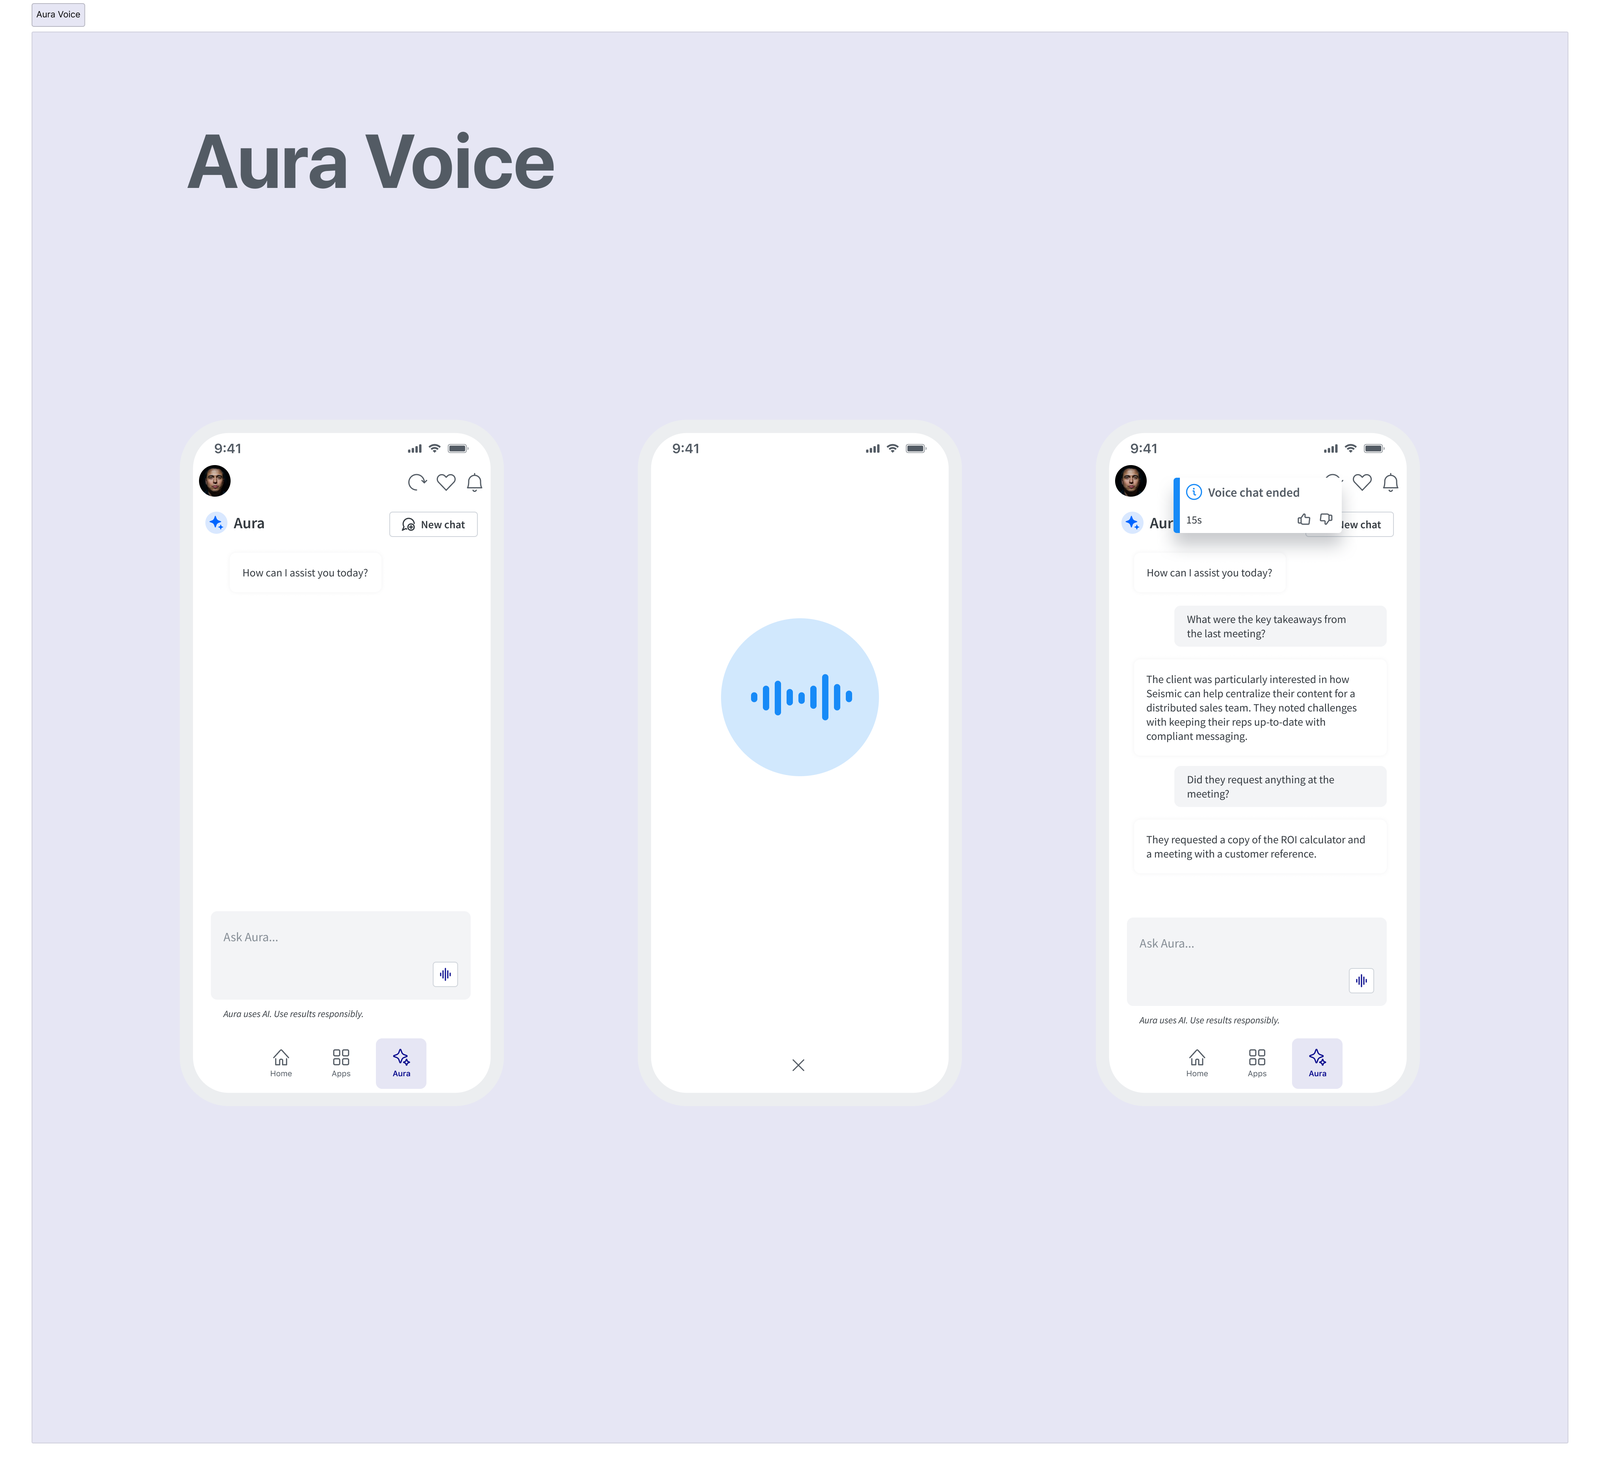 Aura Voice
Aura Voice
9:41
Aura
New chat
How can I assist you today?
Ask Aura...
Aura uses AI. Use results responsibly.
Home
Apps
Aura
9:41
9:41
Voice chat ended
15s
Aur
ew chat
How can I assist you today?
What were the key takeaways from
the last meeting?
The client was particularly interested in how
Seismic can help centralize their content for a
distributed sales team. They noted challenges
with keeping their reps up-to-date with
compliant messaging.
Did they request anything at the
meeting?
They requested a copy of the ROI calculator and
a meeting with a customer reference.
Ask Aura...
Aura uses AI. Use results responsibly.
Home
Apps
Aura